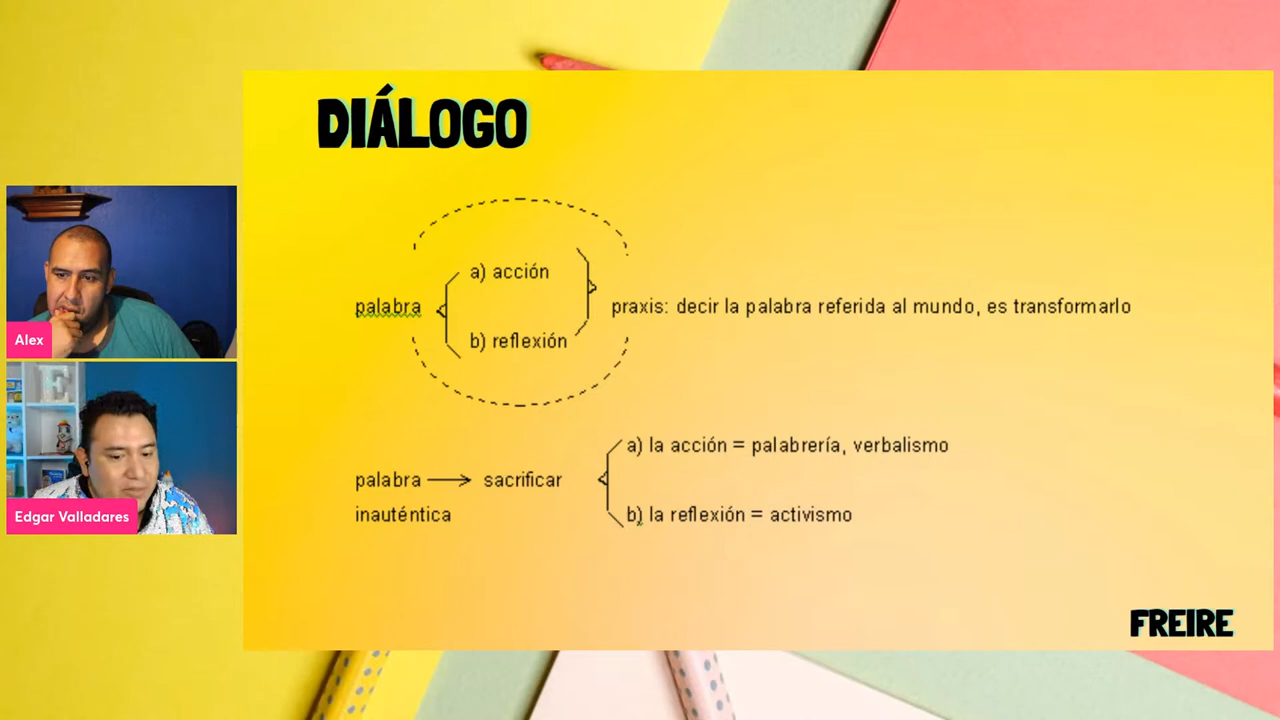 DIÁLOGO
a) acción
palabra
praxis: decir la palabra referida al mundo, es transformarlo
b) reflexión
a) la acción = palabrería, verbalismo
palabra → sacrificar
inauténtica
b) la reflexión = activismo
FREIRE
Alex
Edgar Valladares